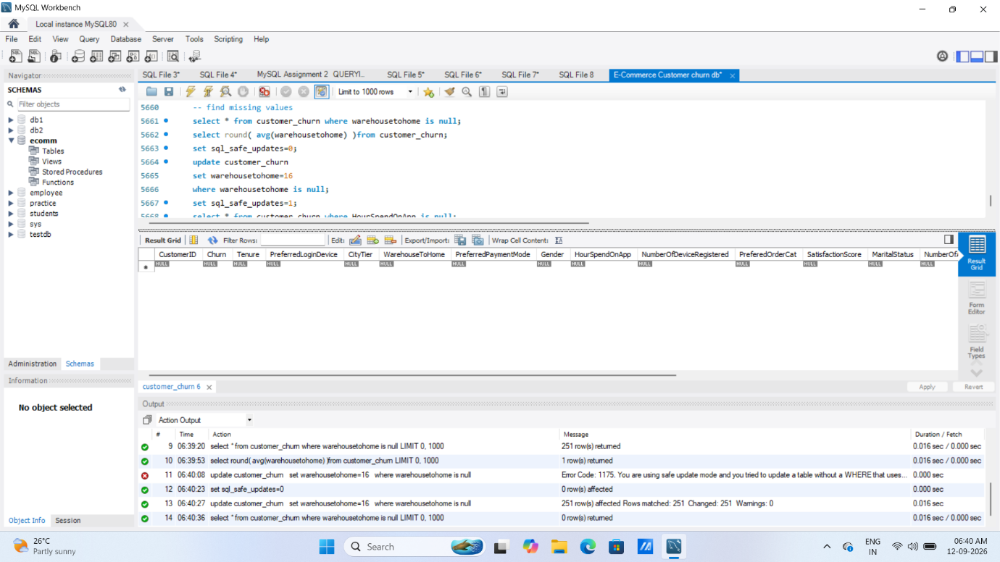 MySQL Workbench
Local instance MySQL80
File Edit View Query Database Server Tools Scripting Help
Navigator
SCHEMAS
Filter objects
db1
db2
ecomm
Tables
Views
Stored Procedures
Functions
employee
practice
students
sys
testdb
Administration Schemas
Information
No object selected
Object Info Session
SQL File 3* SQL File 4* MySQL Assignment 2 QUERYI... SQL File 5* SQL File 6* SQL File 7* SQL File 8 E-Commerce Customer churn db*
Limit to 1000 rows
5660 -- find missing values
5661 select * from customer_churn where warehousetohome is null;
5662 select round( avg(warehousetohome) )from customer_churn;
5663 set sql_safe_updates=0;
5664 update customer_churn
5665 set warehousetohome=16
5666 where warehousetohome is null;
5667 set sql_safe_updates=1;
5668 select * from customer_churn where HourSpendOnApp is null;
Result Grid Filter Rows: Edit: Export/Import: Wrap Cell Content:
CustomerID Churn Tenure PreferredLoginDevice CityTier WarehouseToHome PreferredPaymentMode Gender HourSpendOnApp NumberOfDeviceRegistered PreferedOrderCat SatisfactionScore MaritalStatus NumberOfA
NULL NULL NULL NULL NULL NULL NULL NULL NULL NULL NULL NULL NULL NULL
Result Grid
Form Editor
Field Types
customer_churn 6 Apply Revert
Output
Action Output
# Time Action Message Duration / Fetch
9 06:39:20 select * from customer_churn where warehousetohome is null LIMIT 0, 1000 251 row(s) returned 0.016 sec / 0.000 sec
10 06:39:53 select round( avg(warehousetohome) )from customer_churn LIMIT 0, 1000 1 row(s) returned 0.016 sec / 0.000 sec
11 06:40:08 update customer_churn set warehousetohome=16 where warehousetohome is null Error Code: 1175. You are using safe update mode and you tried to update a table without a WHERE that uses... 0.000 sec
12 06:40:23 set sql_safe_updates=0 0 row(s) affected 0.000 sec
13 06:40:27 update customer_churn set warehousetohome=16 where warehousetohome is null 251 row(s) affected Rows matched: 251 Changed: 251 Warnings: 0 0.016 sec
14 06:40:36 select * from customer_churn where warehousetohome is null LIMIT 0, 1000 0 row(s) returned 0.016 sec / 0.000 sec
26°C
Partly sunny
Search
ENG
IN
06:40 AM
12-09-2026